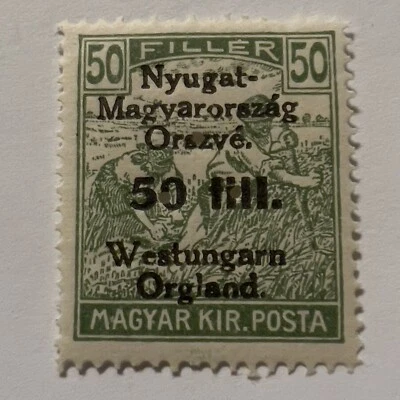 50 FILLÉR 50
Nyugat-
Magyarország
Orszvé.
50 fill.
Westungarn
Orgland.
MAGYAR KIR. POSTA